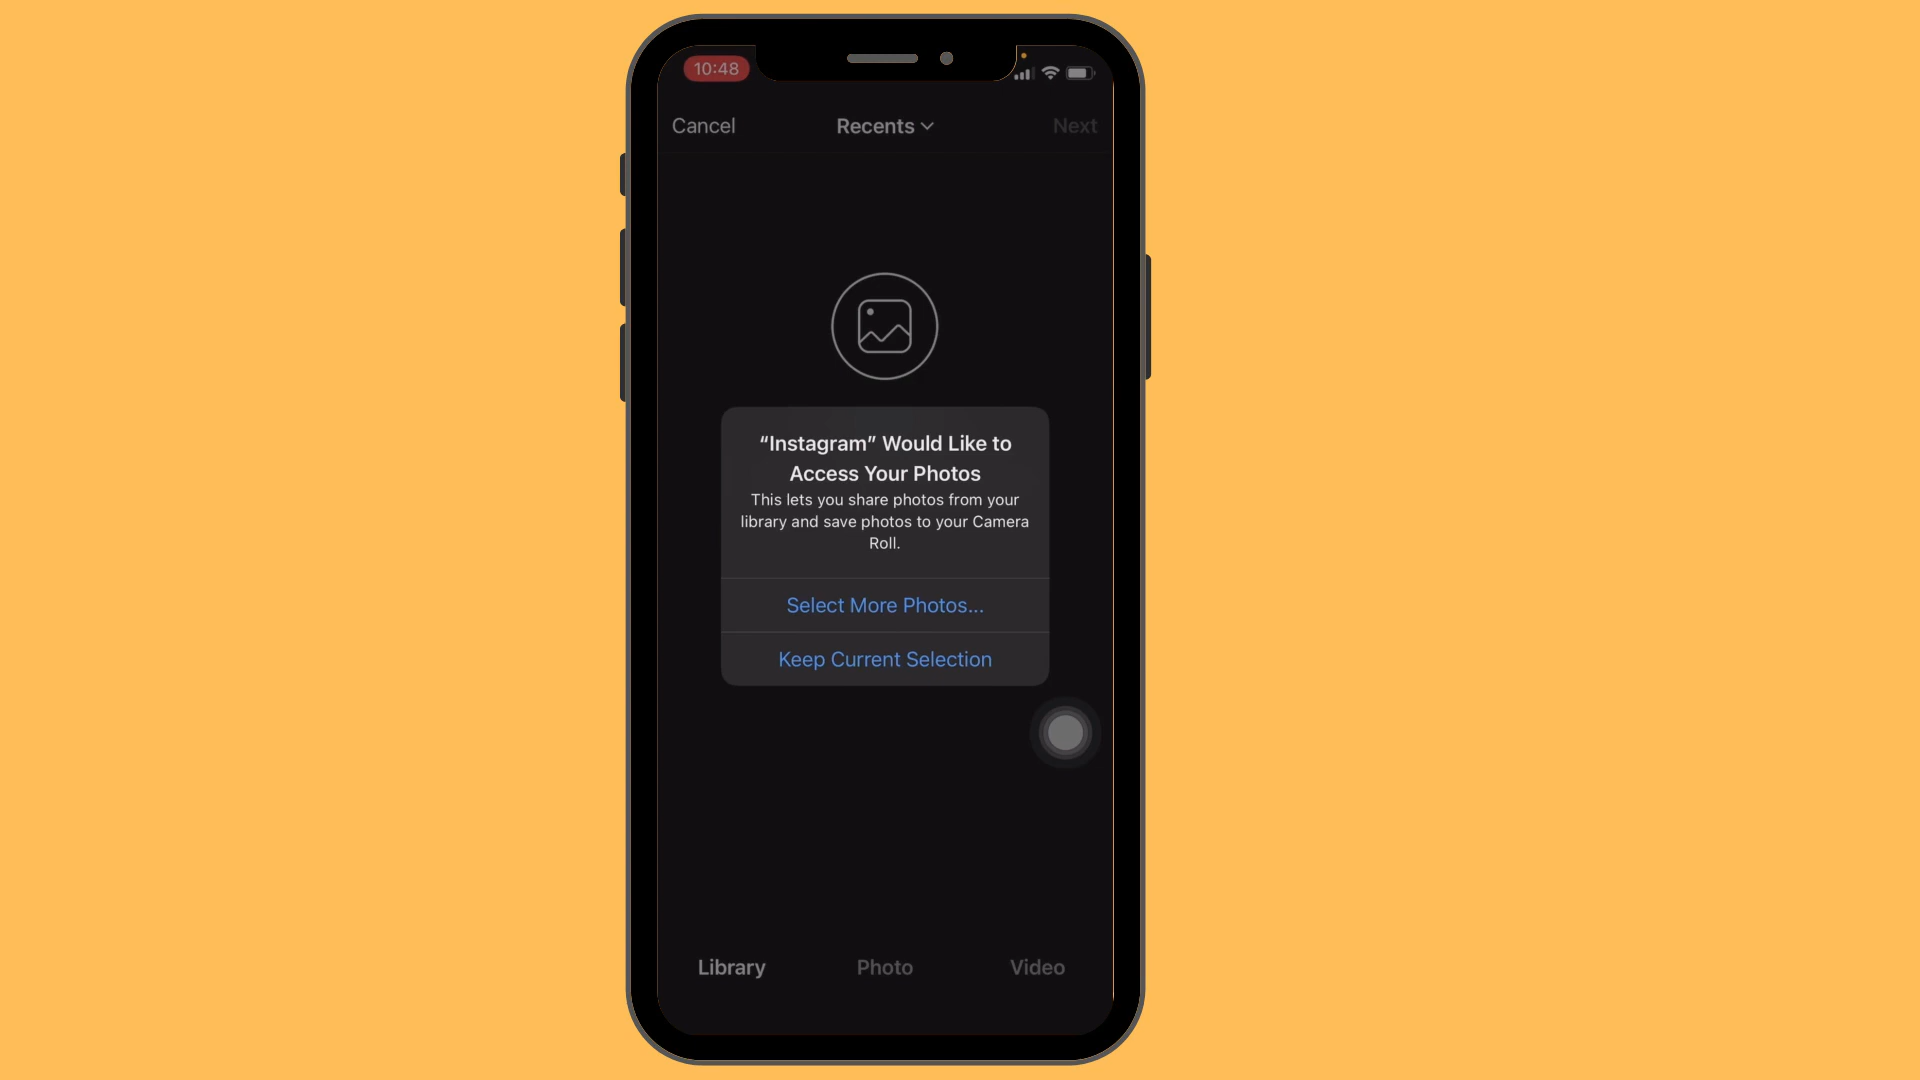 10:48
Cancel
Recents
Next
“Instagram” Would Like to
Access Your Photos
This lets you share photos from your
library and save photos to your Camera
Roll.
Select More Photos...
Keep Current Selection
Library
Photo
Video